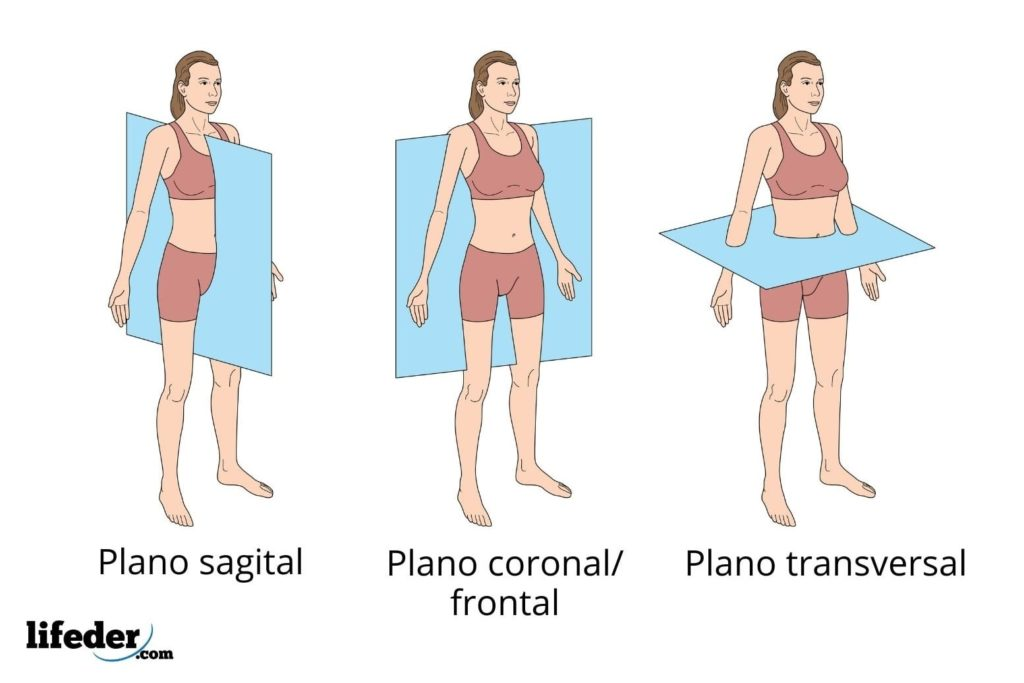 Plano sagital
Plano coronal/
frontal
Plano transversal
lifeder.com